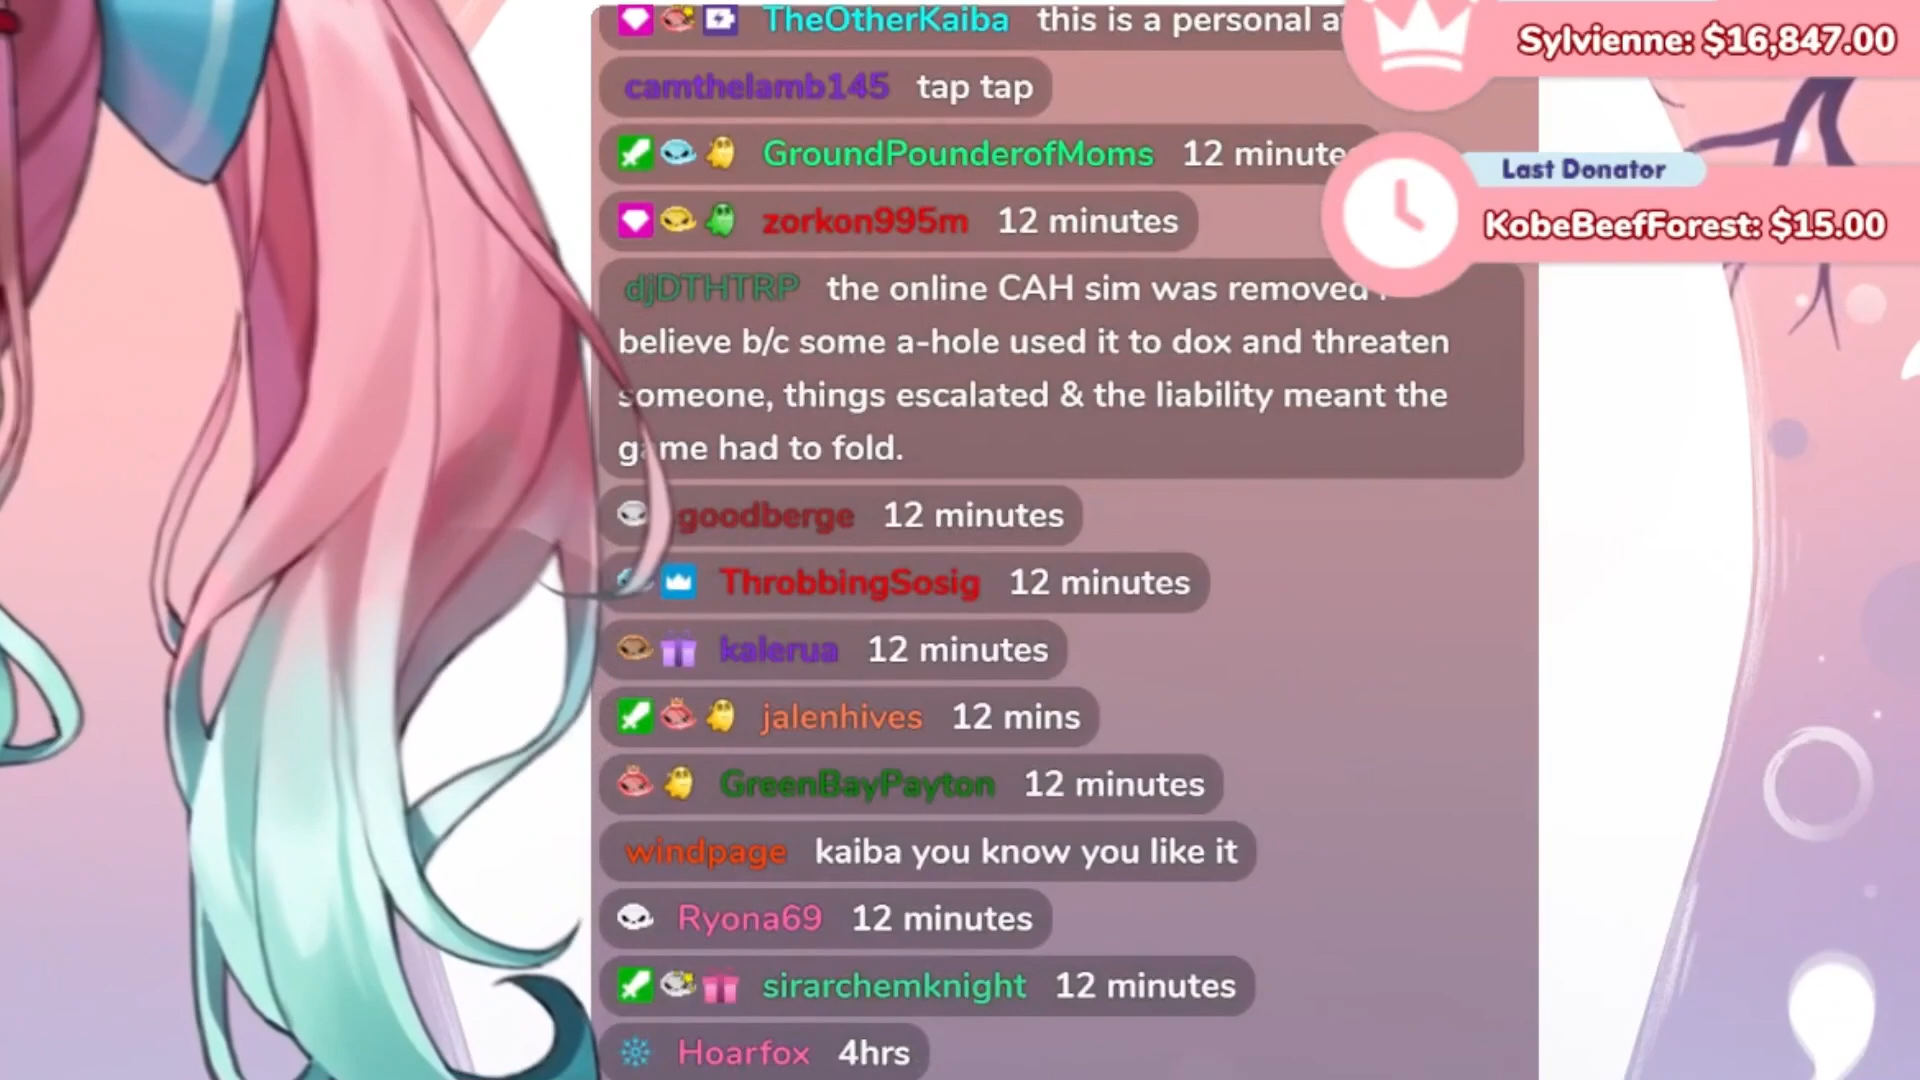 TheOtherKaiba this is a personal
camthelamb145 tap tap
GroundPounderofMoms 12
zorkon995m 12 minutes
djDTHTRP the online CAH sim was removed
believe b/c some a-hole used it to dox and threaten
someone, things escalated & the liability meant the
game had to fold.
goodberge 12 minutes
ThrobbingSosig 12 minutes
kalerua 12 minutes
jalenhives 12 mins
GreenBayPayton 12 minutes
windpage kaiba you know you like it
Ryona69 12 minutes
sirarchemknight 12 minutes
Hoarfox 4hrs
Sylvienne: $16,847.00
Last Donator
KobeBeefForest: $15.00